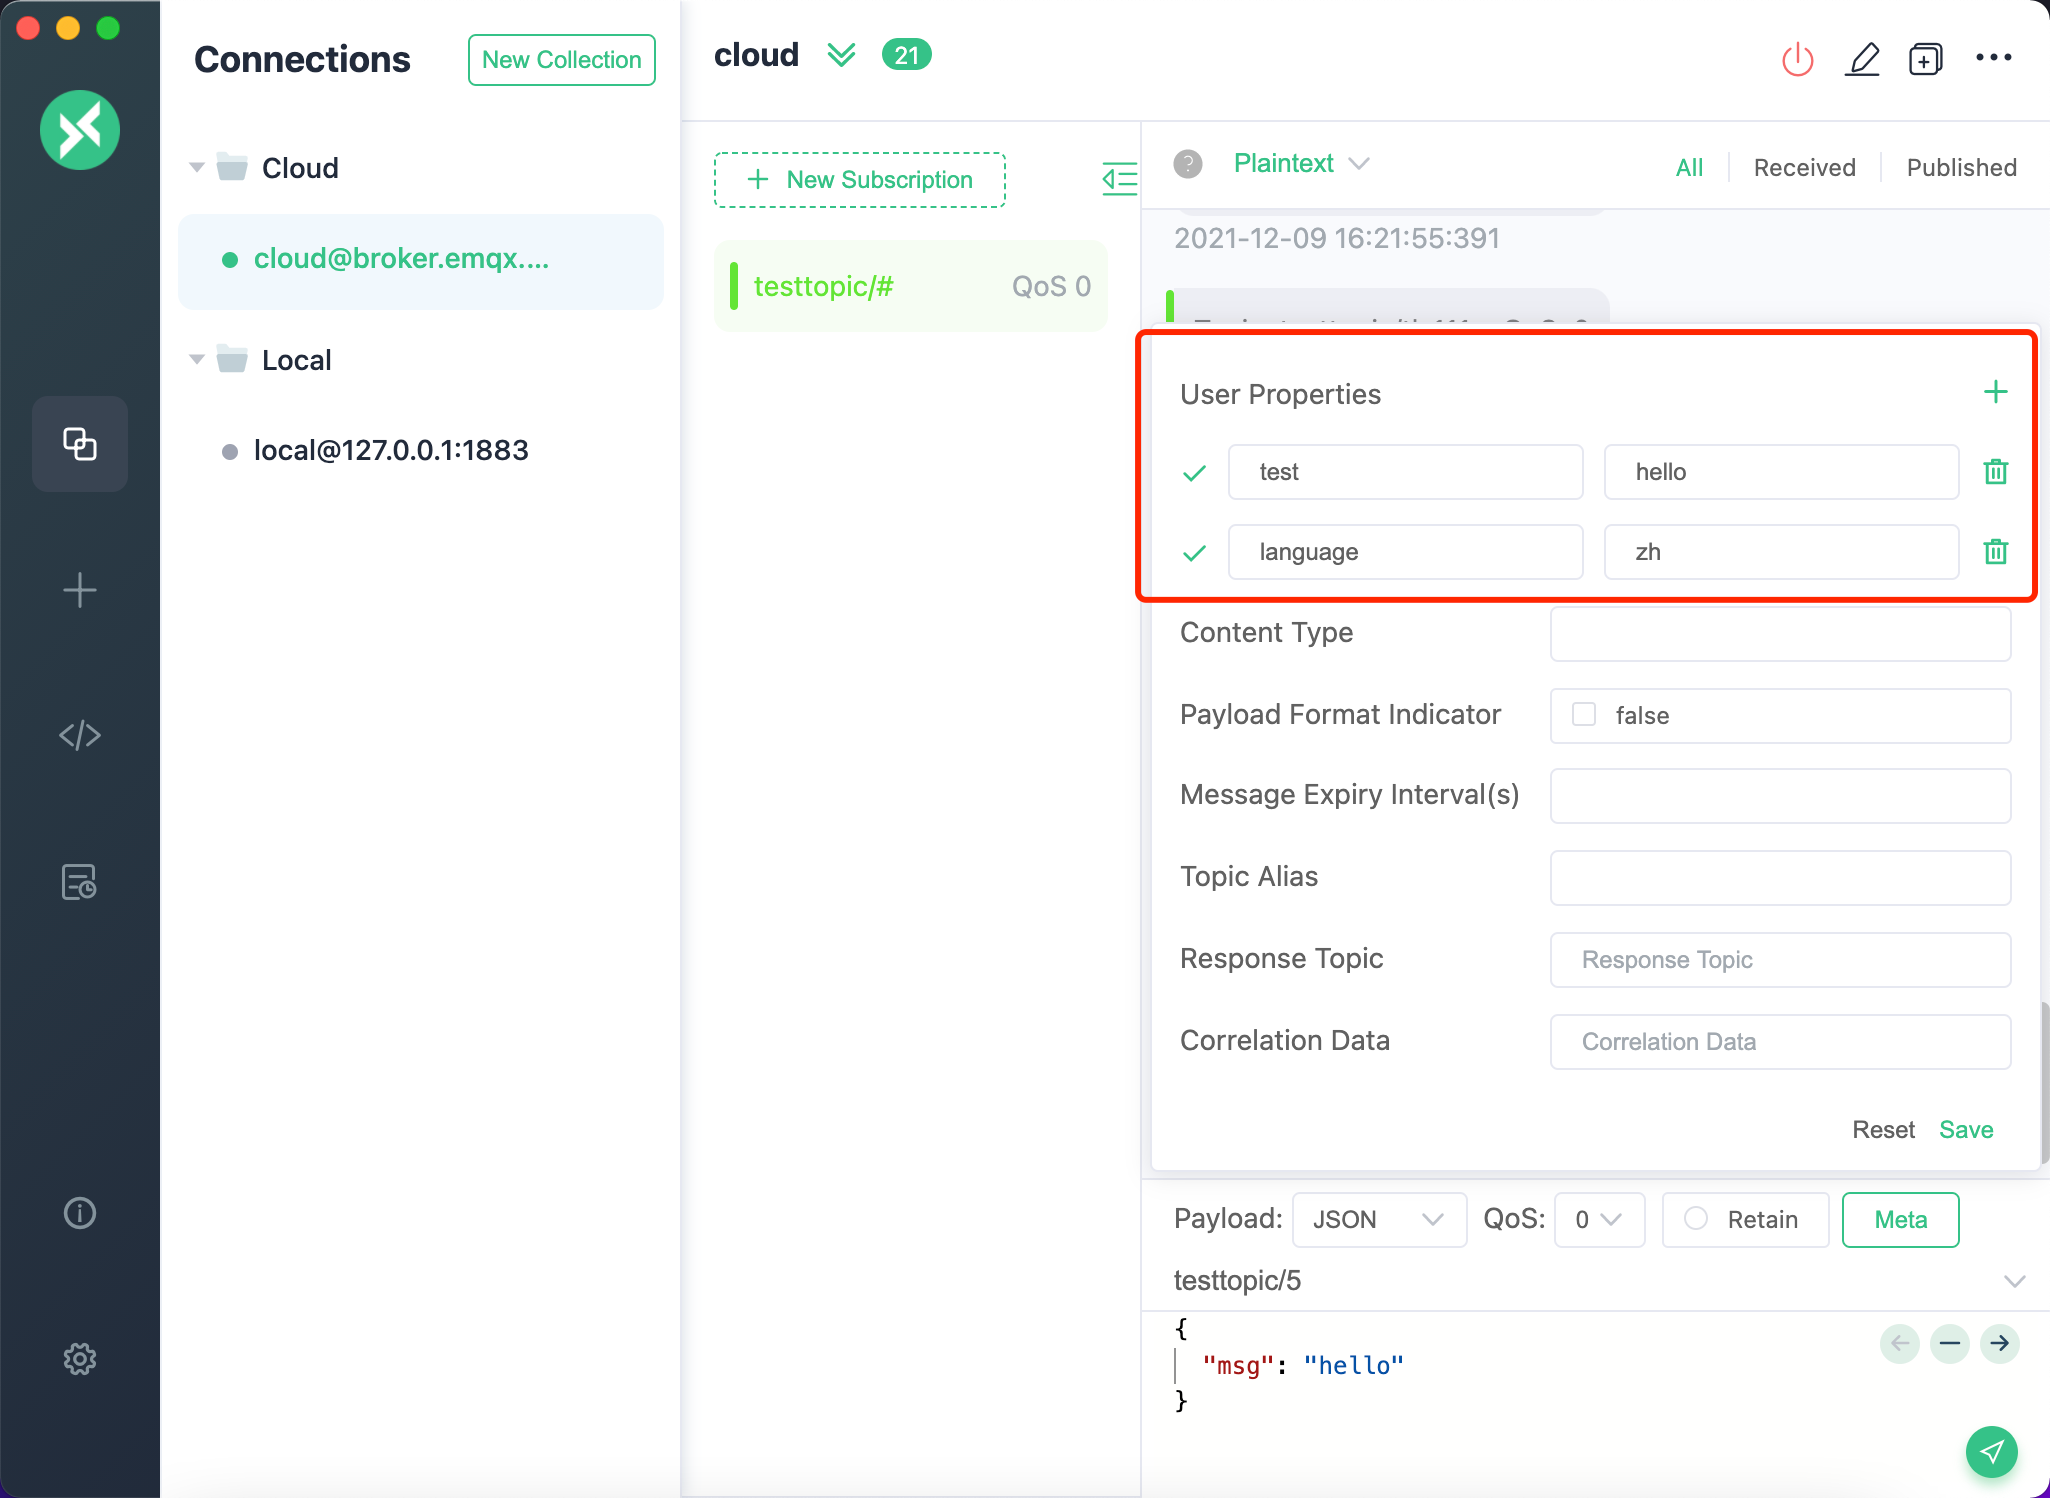 Connections
New Collection
Cloud
cloud@broker.emqx....
Local
local@127.0.0.1:1883
cloud
21
New Subscription
testtopic/#
QoS 0
Plaintext
All
Received
Published
2021-12-09 16:21:55:391
User Properties
test
hello
language
zh
Content Type
Payload Format Indicator
false
Message Expiry Interval(s)
Topic Alias
Response Topic
Response Topic
Correlation Data
Correlation Data
Reset
Save
Payload:
JSON
QoS:
0
Retain
Meta
testtopic/5
{
"msg": "hello"
}